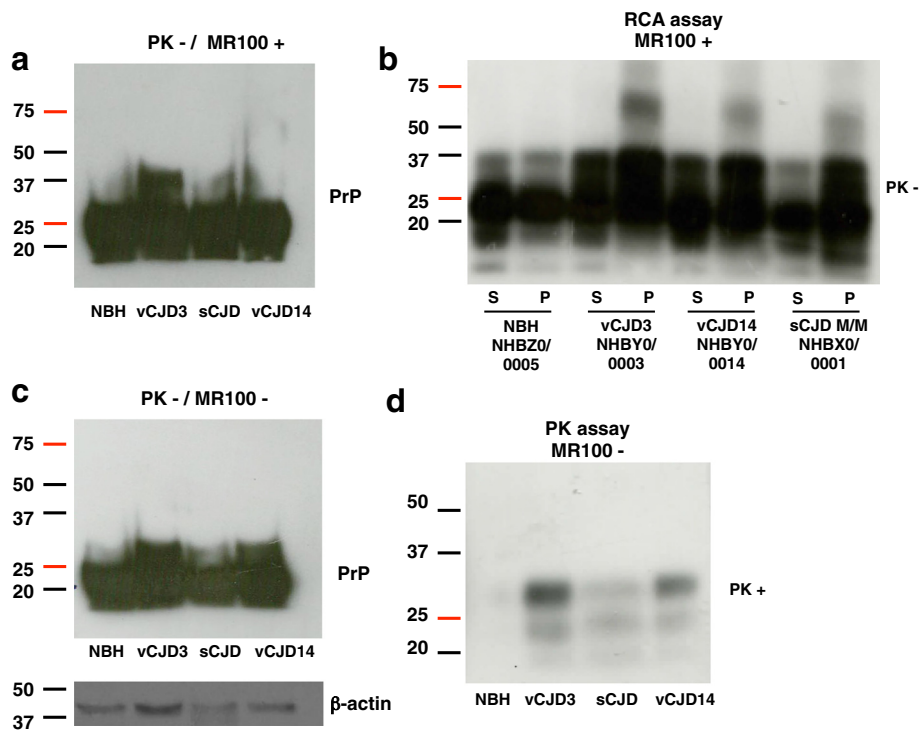 a
PK - / MR100 +
75
50
37
25
20
PrP
NBH vCJD3 sCJD vCJD14
b
RCA assay
MR100 +
75
50
37
25
20
PK -
S P S P S P S P
NBH vCJD3 vCJD14 sCJD M/M
NHBZ0/ NHBY0/ NHBY0/ NHBX0/
0005 0003 0014 0001
c
PK - / MR100 -
75
50
37
25
20
PrP
NBH vCJD3 sCJD vCJD14
50
37
β-actin
d
PK assay
MR100 -
50
37
25
20
PK +
NBH vCJD3 sCJD vCJD14